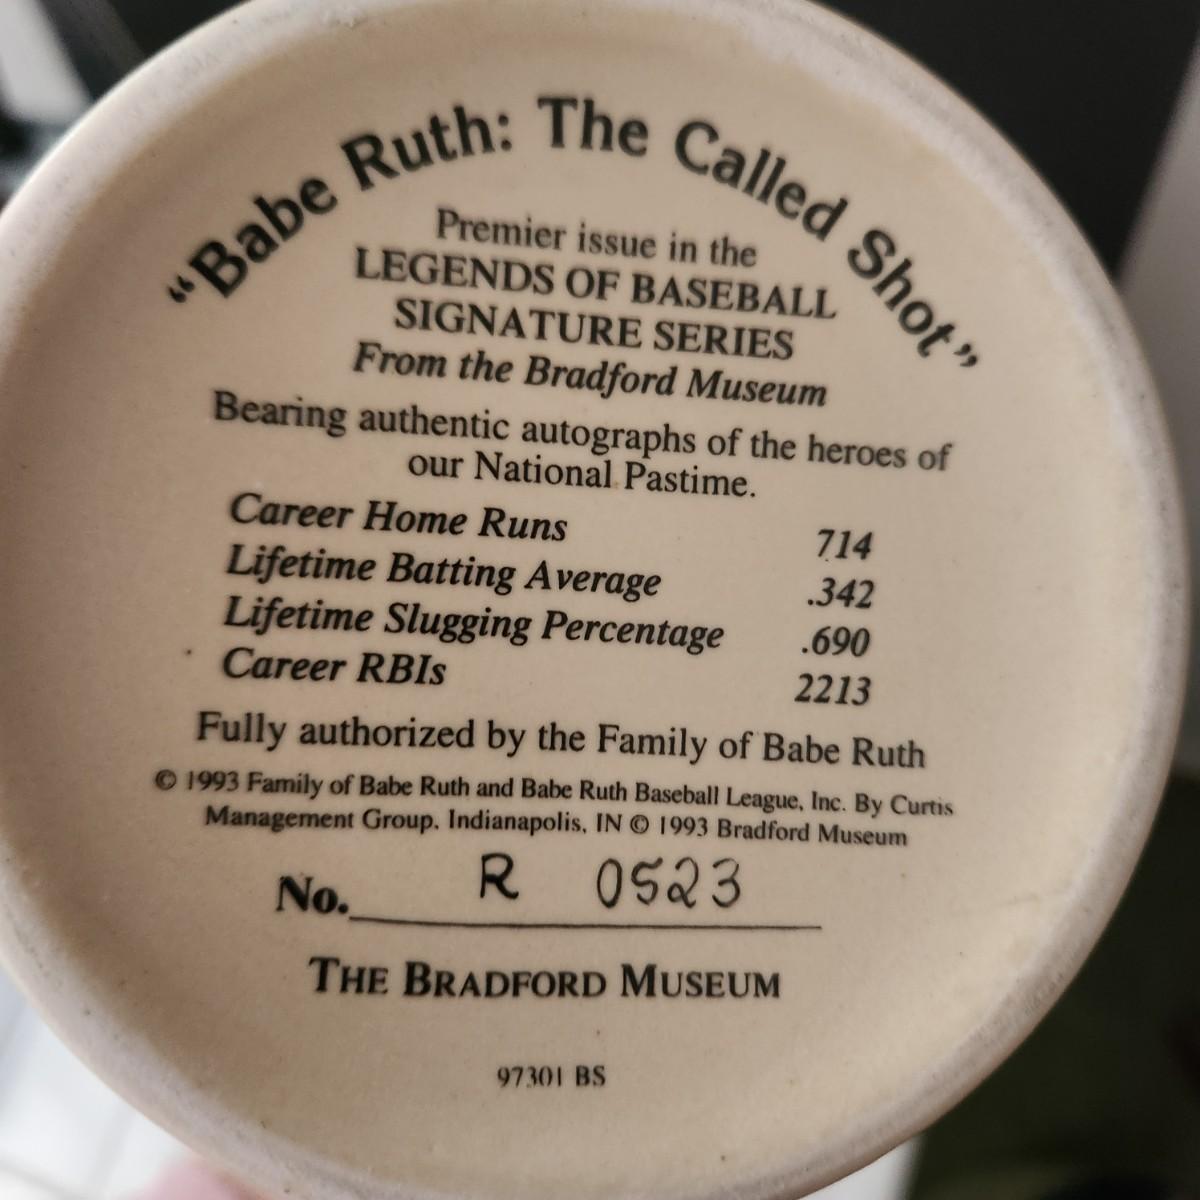 “Babe Ruth: The Called Shot”
Premier issue in the
LEGENDS OF BASEBALL
SIGNATURE SERIES
From the Bradford Museum
Bearing authentic autographs of the heroes of
our National Pastime.
Career Home Runs 714
Lifetime Batting Average .342
Lifetime Slugging Percentage .690
Career RBIs 2213
Fully authorized by the Family of Babe Ruth
© 1993 Family of Babe Ruth and Babe Ruth Baseball League, Inc. By Curtis
Management Group. Indianapolis, IN © 1993 Bradford Museum
No. R 0523
THE BRADFORD MUSEUM
97301 BS